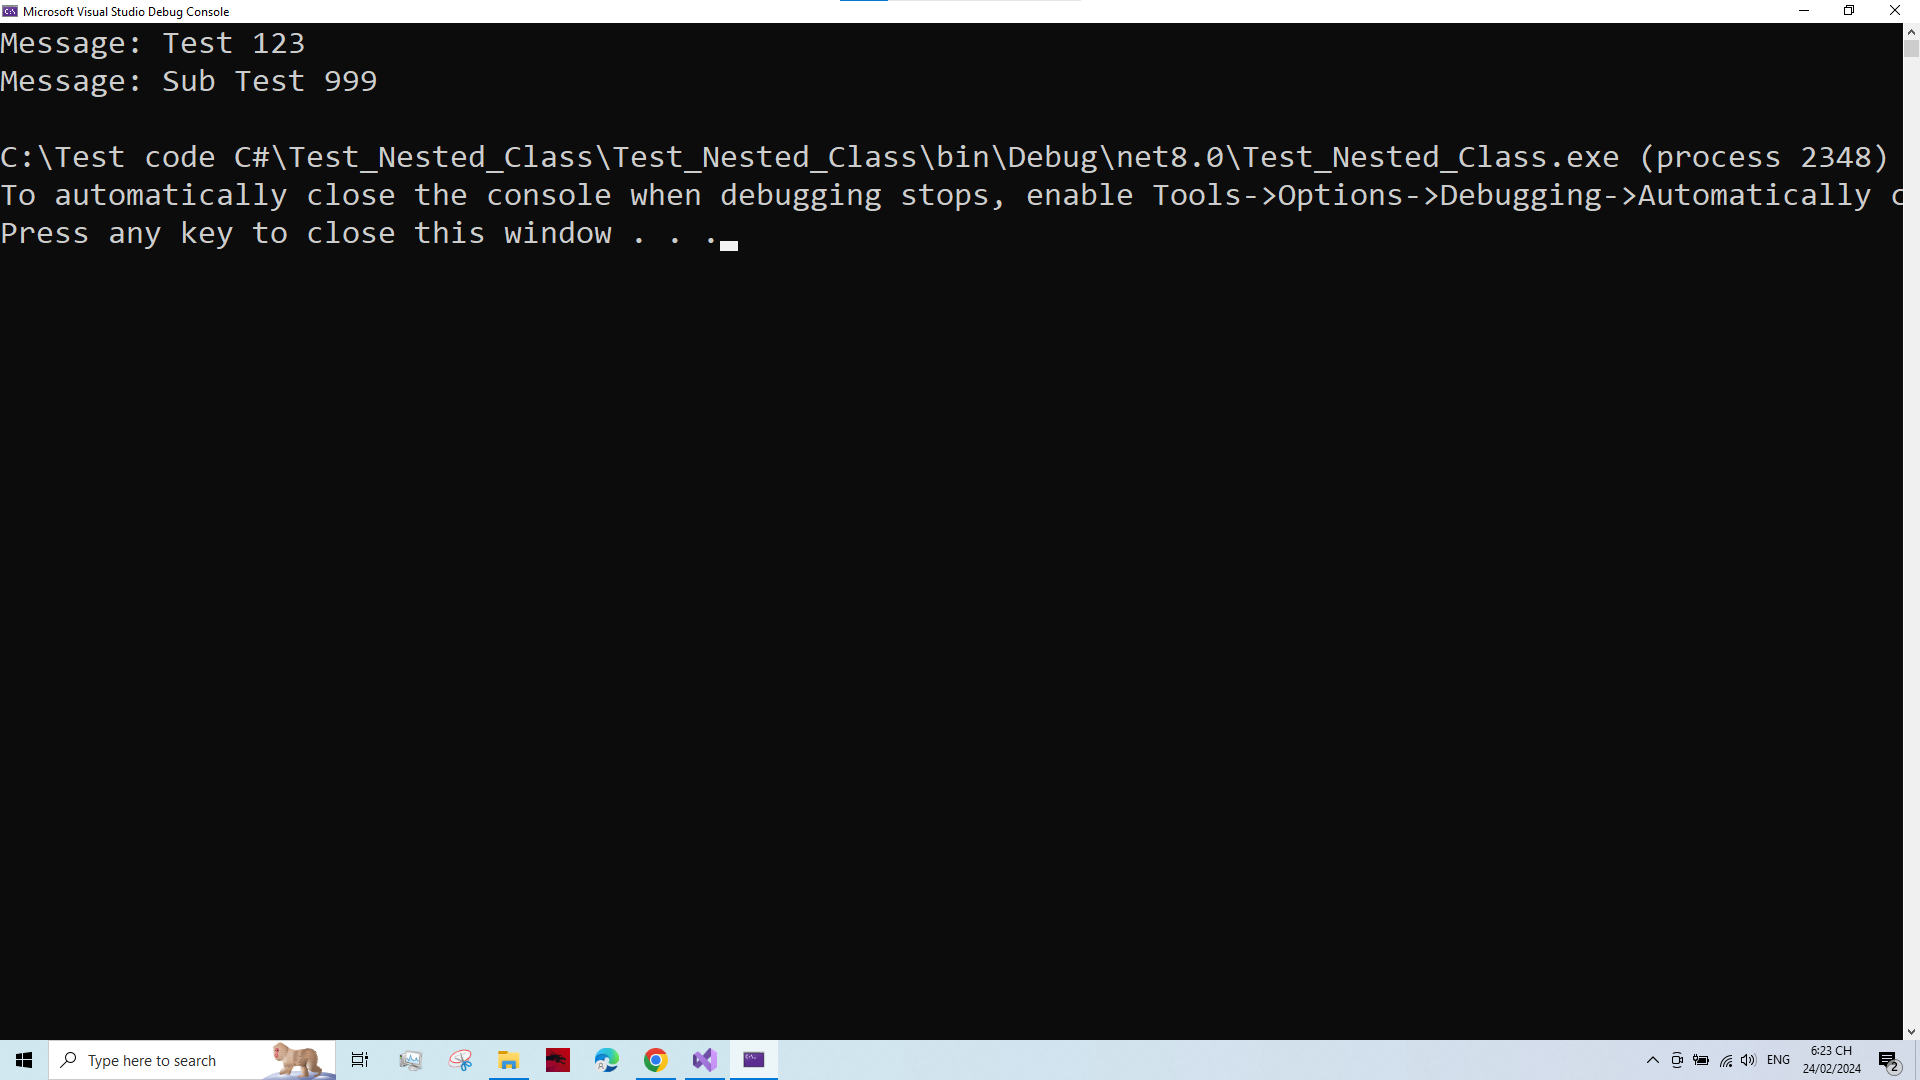 Microsoft Visual Studio Debug Console
Message: Test 123
Message: Sub Test 999
C:\Test code C#\Test_Nested_Class\Test_Nested_Class\bin\Debug\net8.0\Test_Nested_Class.exe (process 2348)
To automatically close the console when debugging stops, enable Tools->Options->Debugging->Automatically c
Press any key to close this window . . .
Type here to search
ENG
6:23 CH
24/02/2024
2